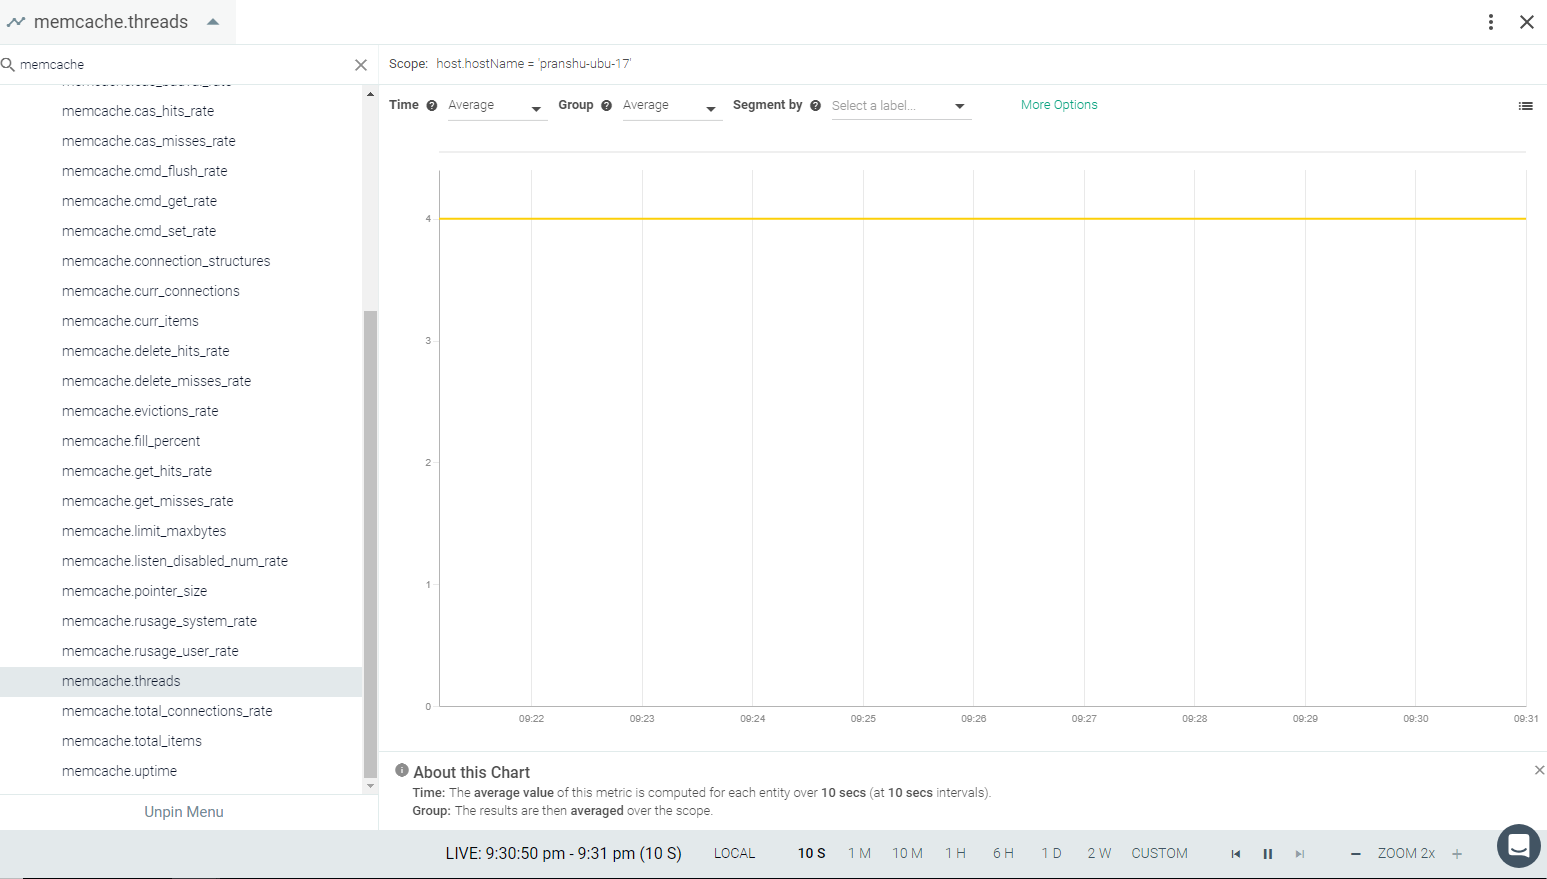 memcache.threads
memcache
Scope: host.hostName = 'pranshu-ubu-17'
Time ? Average Group ? Average Segment by ? Select a label... More Options
memcache.cas_hits_rate
memcache.cas_misses_rate
memcache.cmd_flush_rate
memcache.cmd_get_rate
memcache.cmd_set_rate
memcache.connection_structures
memcache.curr_connections
memcache.curr_items
memcache.delete_hits_rate
memcache.delete_misses_rate
memcache.evictions_rate
memcache.fill_percent
memcache.get_hits_rate
memcache.get_misses_rate
memcache.limit_maxbytes
memcache.listen_disabled_num_rate
memcache.pointer_size
memcache.rusage_system_rate
memcache.rusage_user_rate
memcache.threads
memcache.total_connections_rate
memcache.total_items
memcache.uptime
Unpin Menu
4
3
2
1
0
09:22 09:23 09:24 09:25 09:26 09:27 09:28 09:29 09:30 09:31
About this Chart
Time: The average value of this metric is computed for each entity over 10 secs (at 10 secs intervals).
Group: The results are then averaged over the scope.
LIVE: 9:30:50 pm - 9:31 pm (10 S) LOCAL 10 S 1 M 10 M 1 H 6 H 1 D 2 W CUSTOM ZOOM 2x